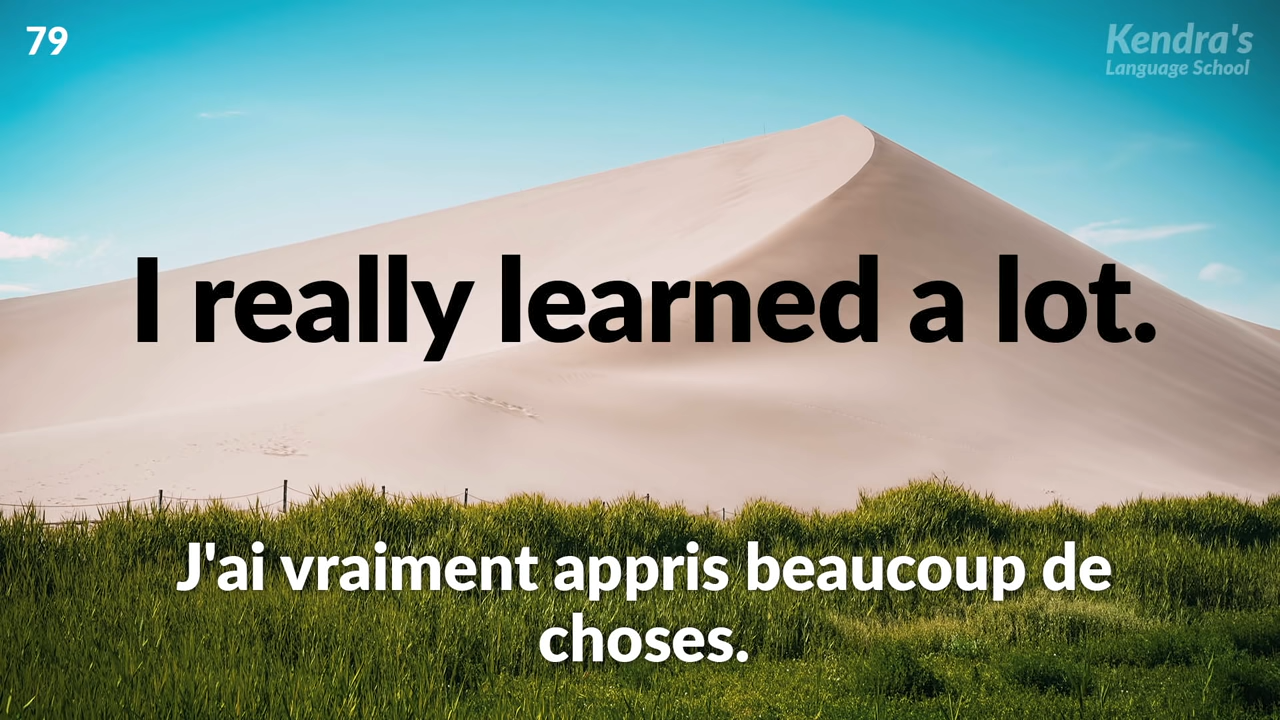 79
Kendra's
Language School
I really learned a lot.
J'ai vraiment appris beaucoup de
choses.